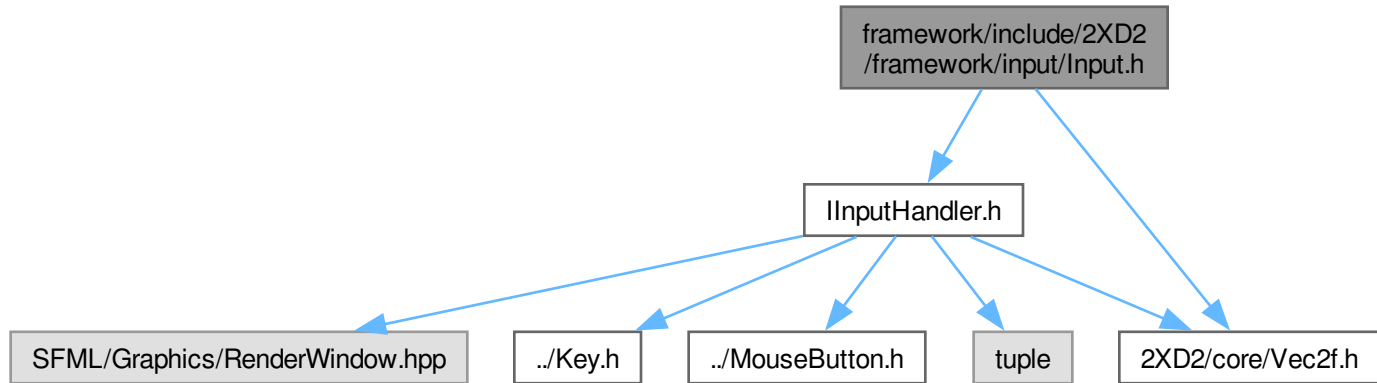 framework/include/2XD2
/framework/input/Input.h
IInputHandler.h
SFML/Graphics/RenderWindow.hpp
../Key.h
../MouseButton.h
tuple
2XD2/core/Vec2f.h